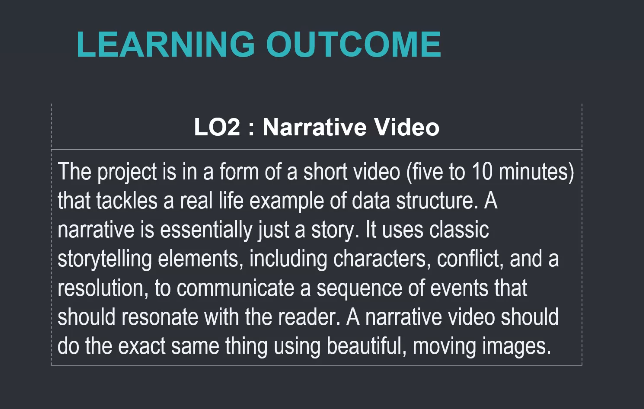 LEARNING OUTCOME
LO2 : Narrative Video
The project is in a form of a short video (five to 10 minutes)
that tackles a real life example of data structure. A
narrative is essentially just a story. It uses classic
storytelling elements, including characters, conflict, and a
resolution, to communicate a sequence of events that
should resonate with the reader. A narrative video should
do the exact same thing using beautiful, moving images.